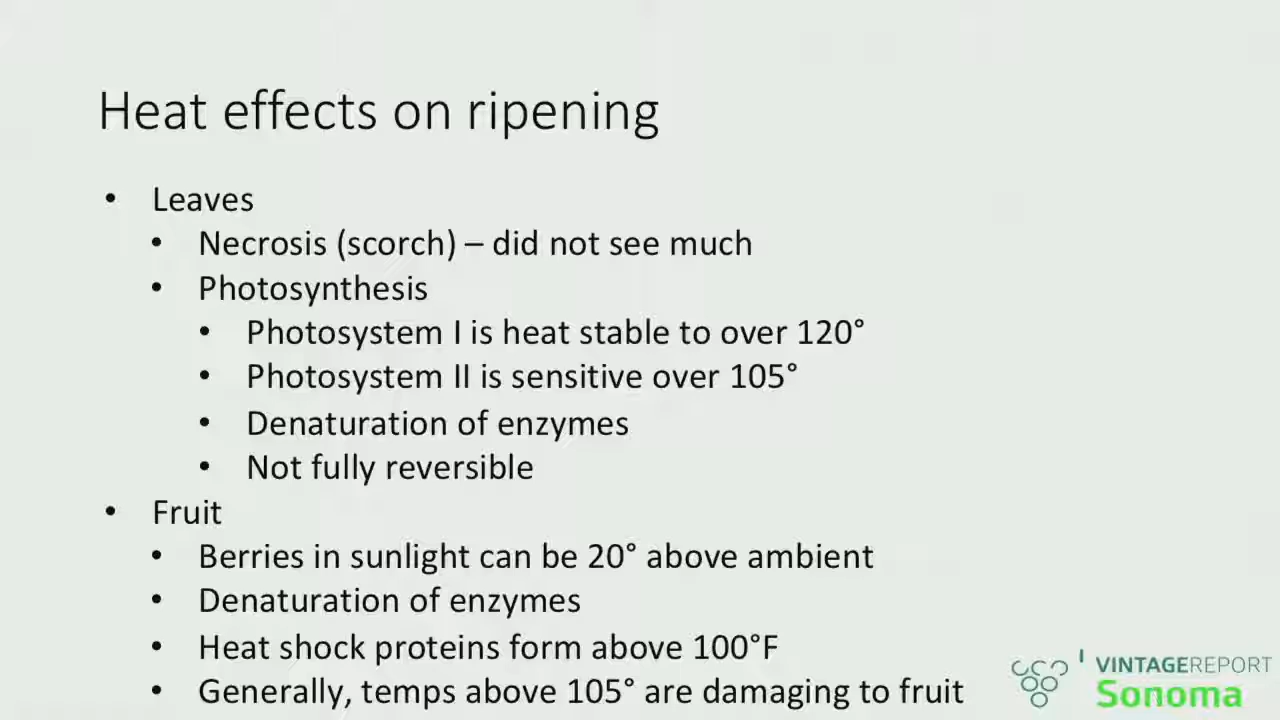 Heat effects on ripening
• Leaves
• Necrosis (scorch) – did not see much
• Photosynthesis
• Photosystem I is heat stable to over 120°
• Photosystem II is sensitive over 105°
• Denaturation of enzymes
• Not fully reversible
• Fruit
• Berries in sunlight can be 20° above ambient
• Denaturation of enzymes
• Heat shock proteins form above 100°F
• Generally, temps above 105° are damaging to fruit
VINTAGEREPORT
Sonoma